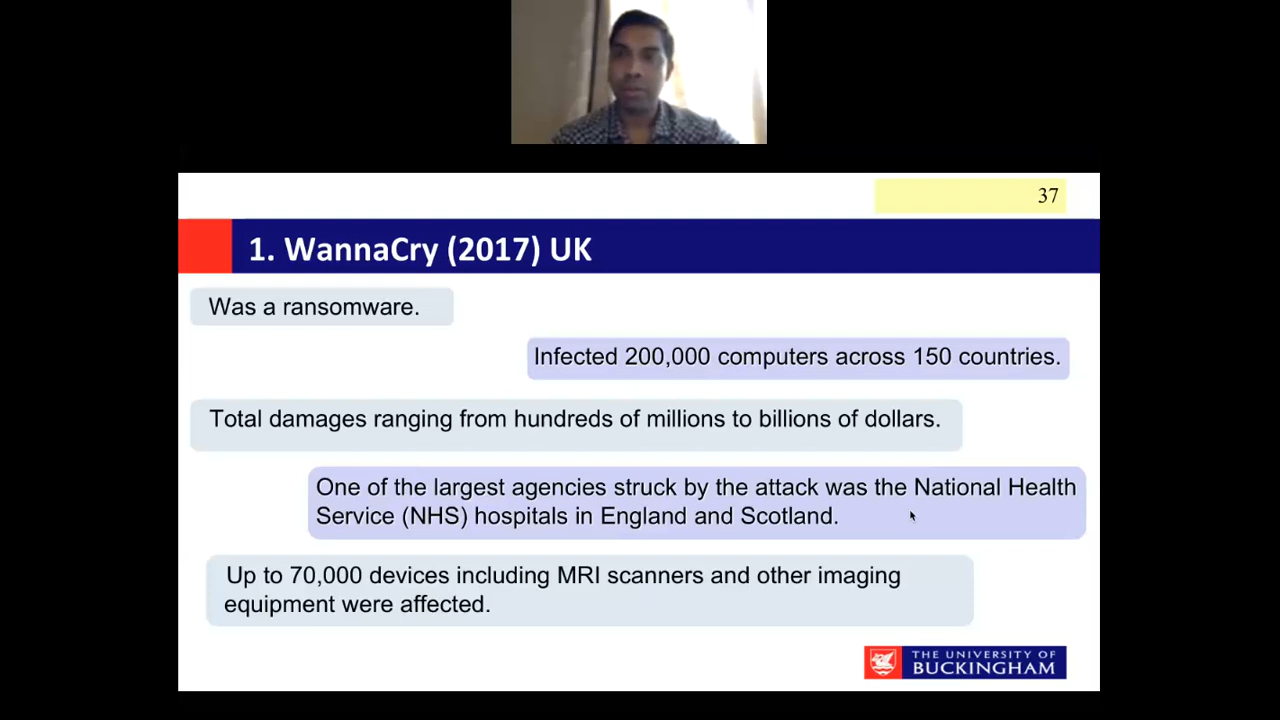 37
1. WannaCry (2017) UK
Was a ransomware.
Infected 200,000 computers across 150 countries.
Total damages ranging from hundreds of millions to billions of dollars.
One of the largest agencies struck by the attack was the National Health
Service (NHS) hospitals in England and Scotland.
Up to 70,000 devices including MRI scanners and other imaging
equipment were affected.
THE UNIVERSITY OF
BUCKINGHAM